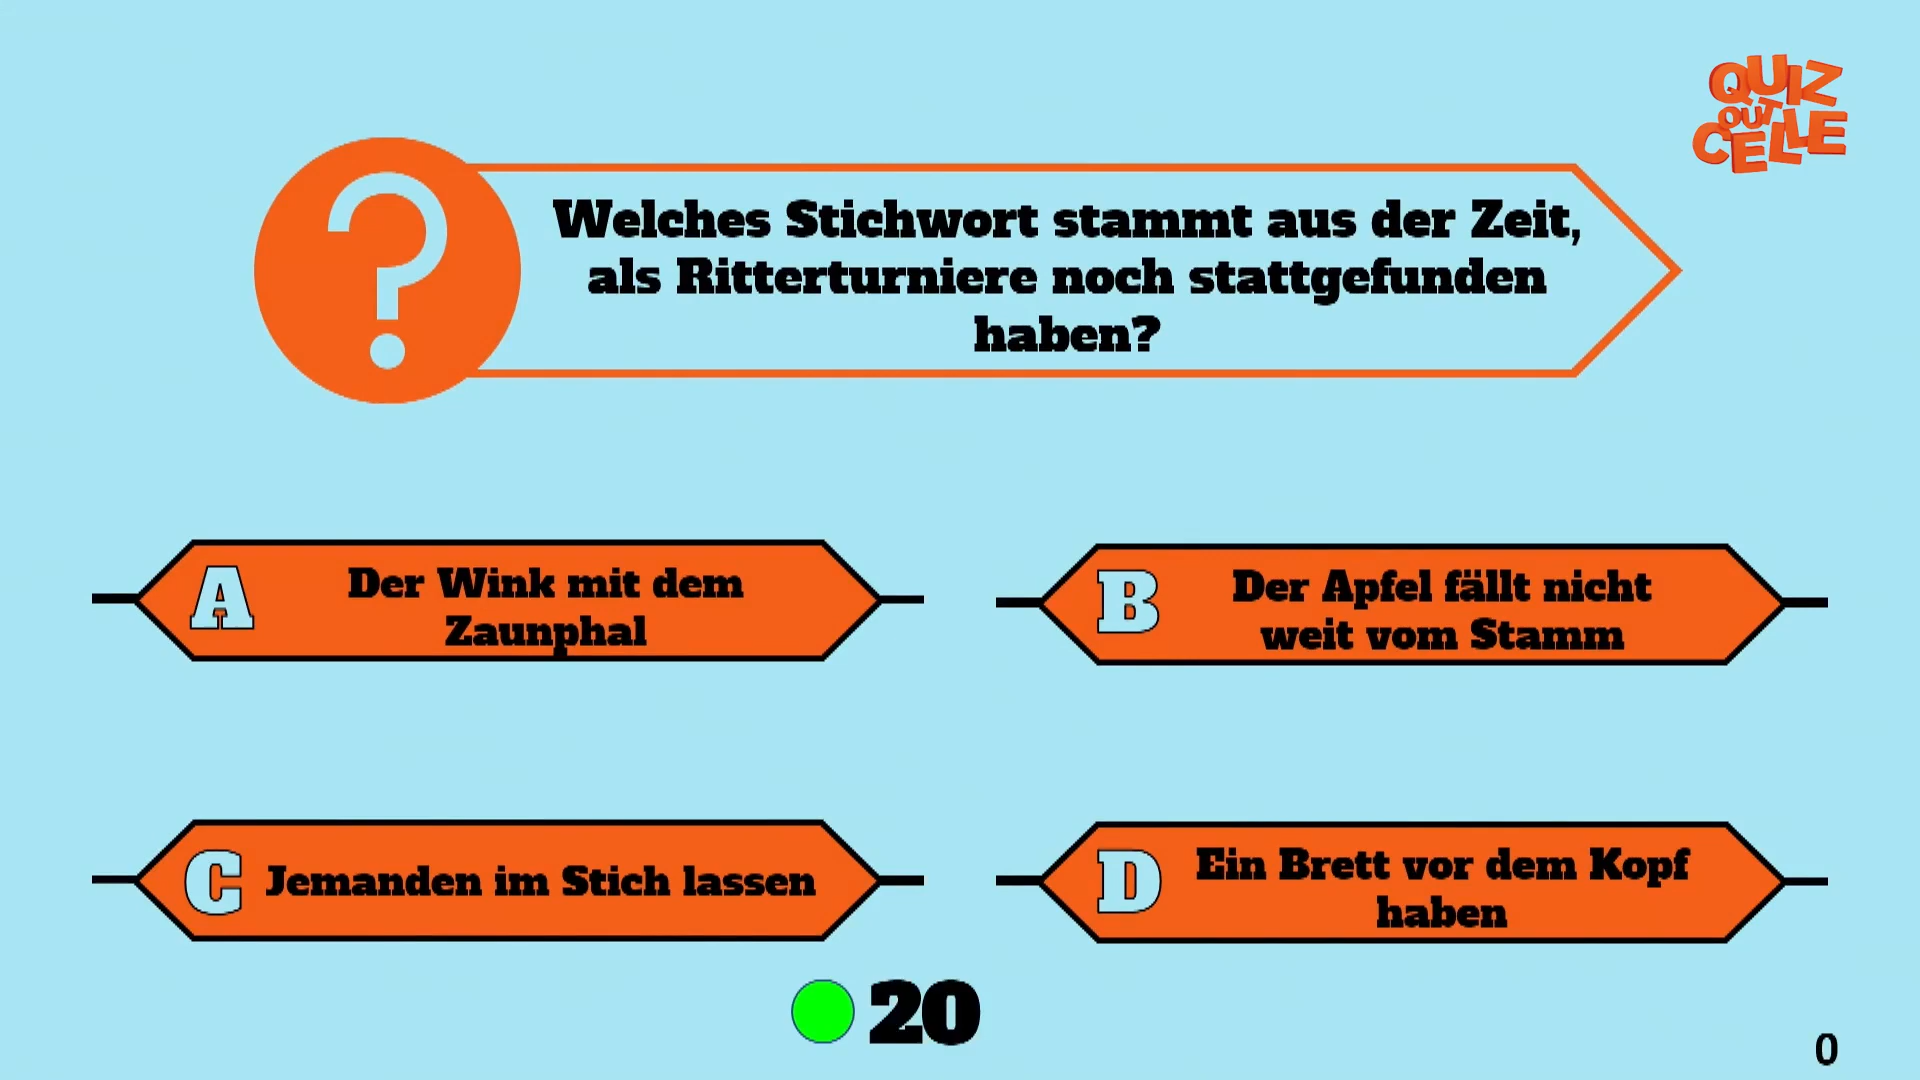 QUIZ
OUT
CELLE
?
Welches Stichwort stammt aus der Zeit,
als Ritterturniere noch stattgefunden
haben?
A
Der Wink mit dem
Zaunphal
B
Der Apfel fällt nicht
weit vom Stamm
C
Jemanden im Stich lassen
D
Ein Brett vor dem Kopf
haben
20
0